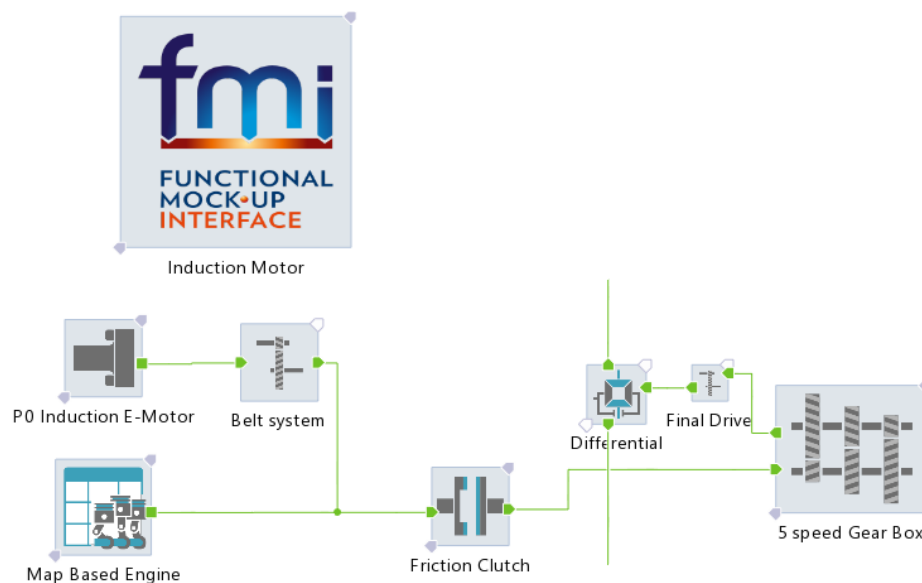 fmi
FUNCTIONAL
MOCK-UP
INTERFACE
Induction Motor
P0 Induction E-Motor
Belt system
Differential
Final Drive
5 speed Gear Box
Map Based Engine
Friction Clutch